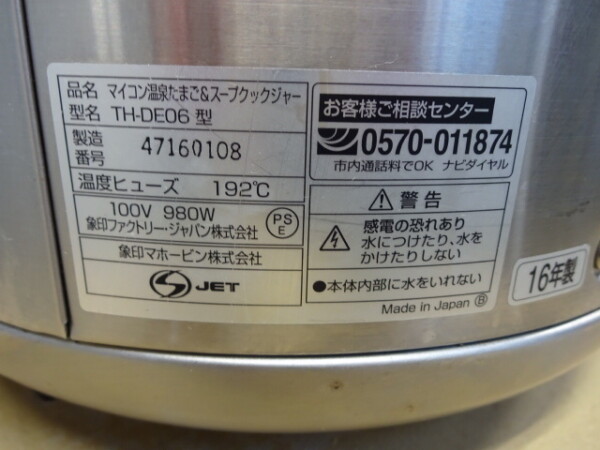 品名 マイコン温泉たまご&スープクックジャー
型名 TH-DE06 型
製造番号 47160108
温度ヒューズ 192℃
100V 980W
象印ファクトリー・ジャパン株式会社
PS E
象印マホービン株式会社
JET
お客様ご相談センター
0570-011874
市内通話料でOK ナビダイヤル
警告
感電の恐れあり
水につけたり、水を
かけたりしない
●本体内部に水をいれない
Made in Japan Ⓑ
16年製